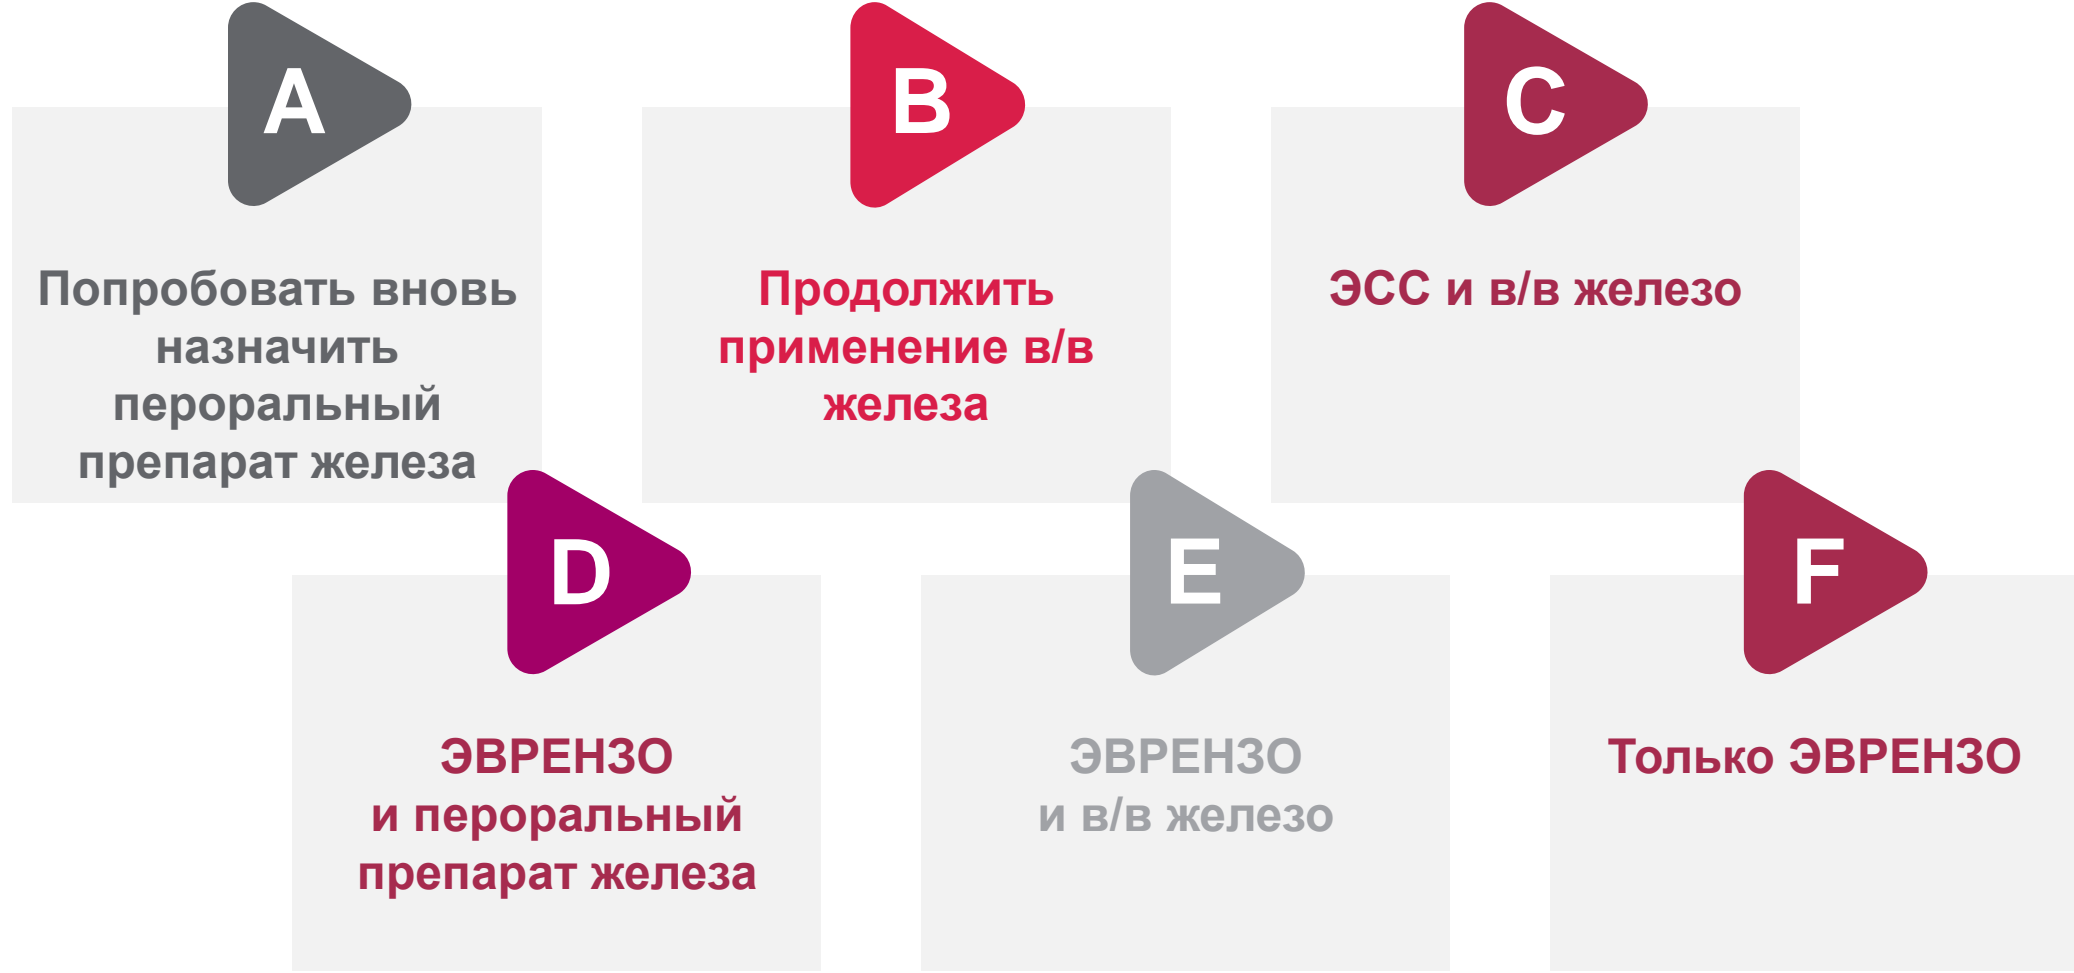 A
Попробовать вновь
назначить
пероральный
препарат железа
B
Продолжить
применение в/в
железа
C
ЭСС и в/в железо
D
ЭВРЕНЗО
и пероральный
препарат железа
E
ЭВРЕНЗО
и в/в железо
F
Только ЭВРЕНЗО